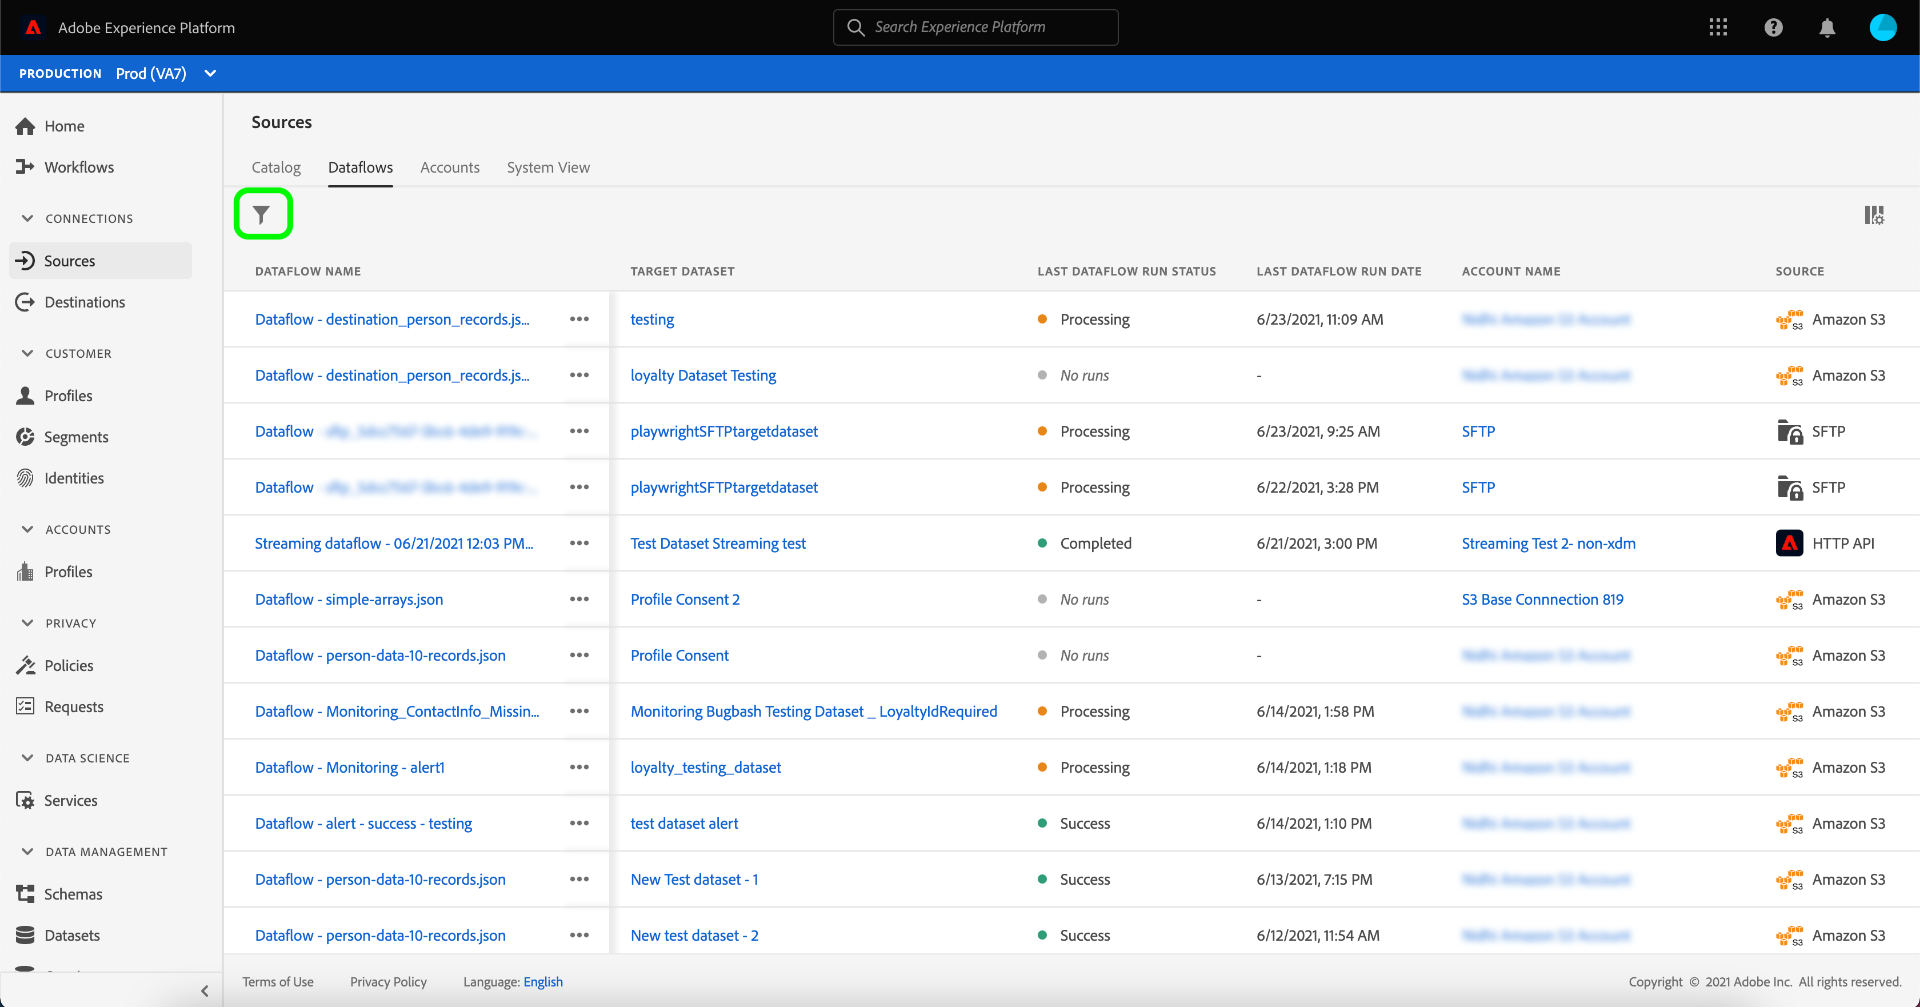 Adobe Experience Platform
Search Experience Platform
PRODUCTION Prod (VA7)
Home
Workflows
CONNECTIONS
Sources
Destinations
CUSTOMER
Profiles
Segments
Identities
ACCOUNTS
Profiles
PRIVACY
Policies
Requests
DATA SCIENCE
Services
DATA MANAGEMENT
Schemas
Datasets
Sources
Catalog Dataflows Accounts System View
DATAFLOW NAME TARGET DATASET LAST DATAFLOW RUN STATUS LAST DATAFLOW RUN DATE ACCOUNT NAME SOURCE
Dataflow - destination_person_records.js... testing Processing 6/23/2021, 11:09 AM S3 Amazon S3
Dataflow - destination_person_records.js... loyalty Dataset Testing No runs - S3 Amazon S3
Dataflow playwrightSFTPtargetdataset Processing 6/23/2021, 9:25 AM SFTP SFTP
Dataflow playwrightSFTPtargetdataset Processing 6/22/2021, 3:28 PM SFTP SFTP
Streaming dataflow - 06/21/2021 12:03 PM... Test Dataset Streaming test Completed 6/21/2021, 3:00 PM Streaming Test 2- non-xdm HTTP API
Dataflow - simple-arrays.json Profile Consent 2 No runs - S3 Base Connnection 819 S3 Amazon S3
Dataflow - person-data-10-records.json Profile Consent No runs - S3 Amazon S3
Dataflow - Monitoring_ContactInfo_Missin... Monitoring Bugbash Testing Dataset _ LoyaltyIdRequired Processing 6/14/2021, 1:58 PM S3 Amazon S3
Dataflow - Monitoring - alert1 loyalty_testing_dataset Processing 6/14/2021, 1:18 PM S3 Amazon S3
Dataflow - alert - success - testing test dataset alert Success 6/14/2021, 1:10 PM S3 Amazon S3
Dataflow - person-data-10-records.json New Test dataset - 1 Success 6/13/2021, 7:15 PM S3 Amazon S3
Dataflow - person-data-10-records.json New test dataset - 2 Success 6/12/2021, 11:54 AM S3 Amazon S3
Terms of Use Privacy Policy Language: English Copyright © 2021 Adobe Inc. All rights reserved.